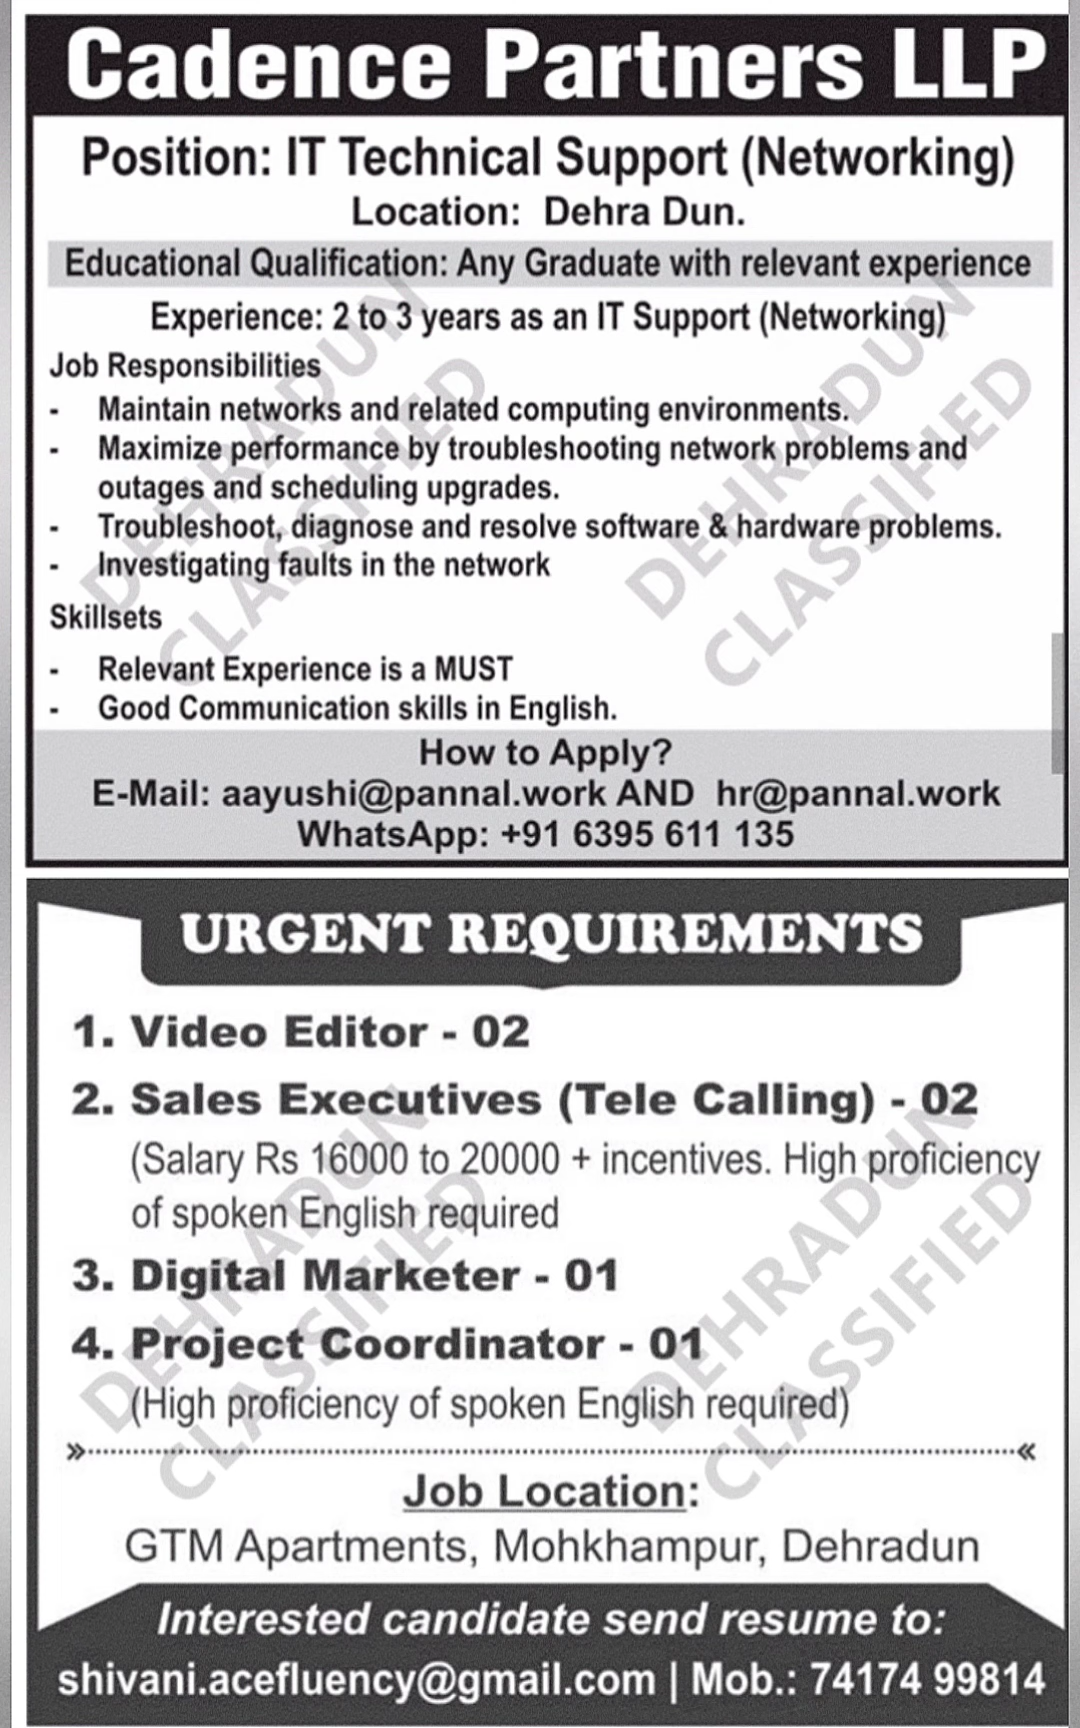 Cadence Partners LLP
Position: IT Technical Support (Networking)
Location: Dehra Dun.
Educational Qualification: Any Graduate with relevant experience
Experience: 2 to 3 years as an IT Support (Networking)
Job Responsibilities
- Maintain networks and related computing environments.
- Maximize performance by troubleshooting network problems and
outages and scheduling upgrades.
- Troubleshoot, diagnose and resolve software & hardware problems.
- Investigating faults in the network
Skillsets
- Relevant Experience is a MUST
- Good Communication skills in English.
How to Apply?
E-Mail: aayushi@pannal.work AND hr@pannal.work
WhatsApp: +91 6395 611 135
DEHRADUN
CLASSIFIED
DEHRADUN
CLASSIFIED
URGENT REQUIREMENTS
1. Video Editor - 02
2. Sales Executives (Tele Calling) - 02
(Salary Rs 16000 to 20000 + incentives. High proficiency
of spoken English required
3. Digital Marketer - 01
4. Project Coordinator - 01
(High proficiency of spoken English required)
Job Location:
GTM Apartments, Mohkhampur, Dehradun
Interested candidate send resume to:
shivani.acefluency@gmail.com | Mob.: 74174 99814
DEHRADUN
CLASSIFIED
DEHRADUN
CLASSIFIED